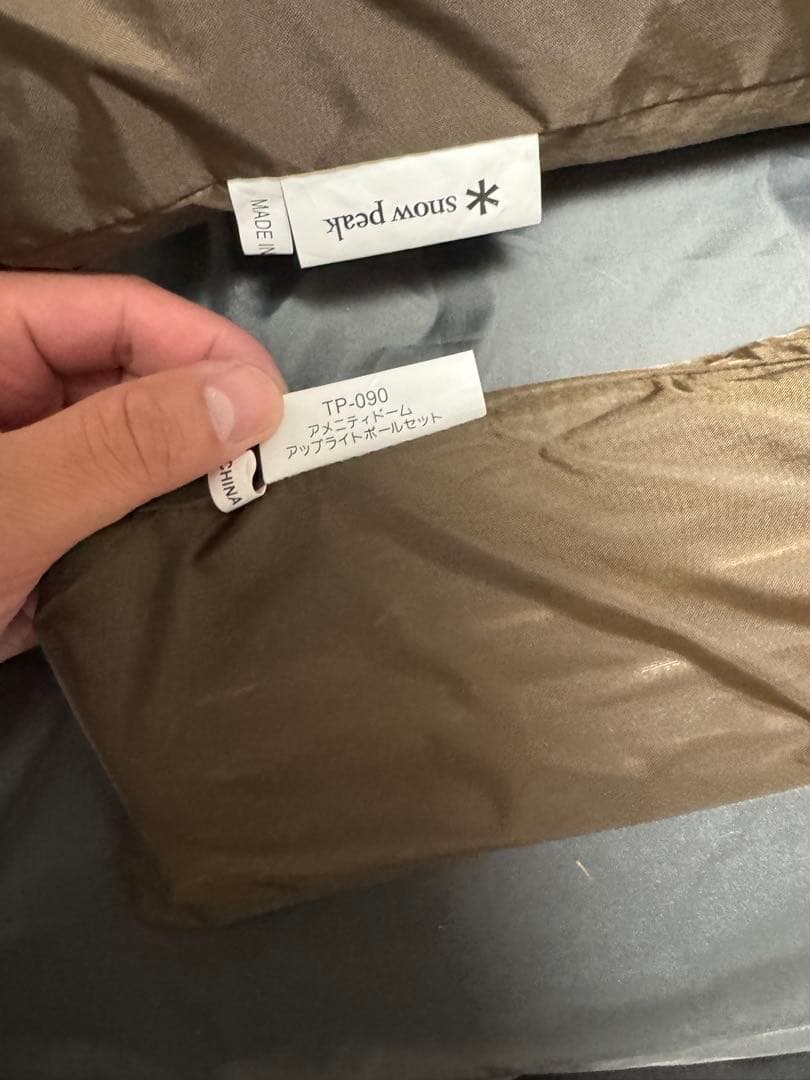 MADE IN
snow peak
TP-090
アメニティドーム
アップライトポールセット
CHINA